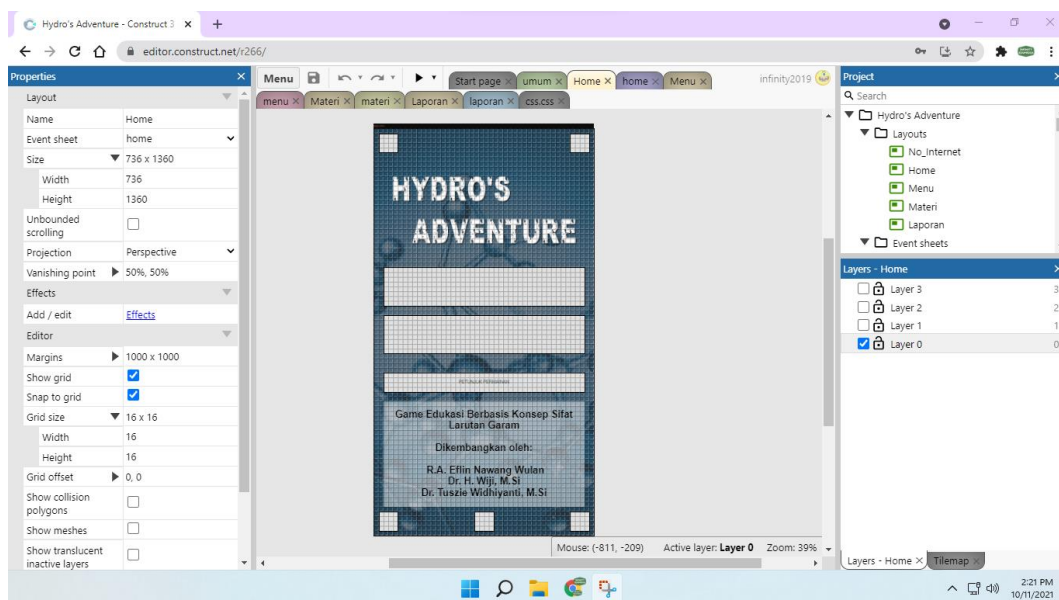 Hydro's Adventure - Construct 3
editor.construct.net/r266/
Properties
Menu
Start page
umum
Home
home
Menu
infinity2019
Project
menu
Materi
materi
Laporan
laporan
css.css
Layout
Name Home
Event sheet home
Size 736 x 1360
Width 736
Height 1360
Unbounded
scrolling
Projection Perspective
Vanishing point 50%, 50%
Effects
Add / edit Effects
Editor
Margins 1000 x 1000
Show grid
Snap to grid
Grid size 16 x 16
Width 16
Height 16
Grid offset 0, 0
Show collision
polygons
Show meshes
Show translucent
inactive layers
HYDRO'S
ADVENTURE
PETUNJUK PERMAINAN
Game Edukasi Berbasis Konsep Sifat
Larutan Garam
Dikembangkan oleh:
R.A. Eflin Nawang Wulan
Dr. H. Wiji, M.Si
Dr. Tuszie Widhiyanti, M.Si
Mouse: (-811, -209) Active layer: Layer 0 Zoom: 39%
Search
Hydro's Adventure
Layouts
No_Internet
Home
Menu
Materi
Laporan
Event sheets
Layers - Home
Layer 3 3
Layer 2 2
Layer 1 1
Layer 0 0
Layers - Home
Tilemap
2:21 PM
10/11/2021